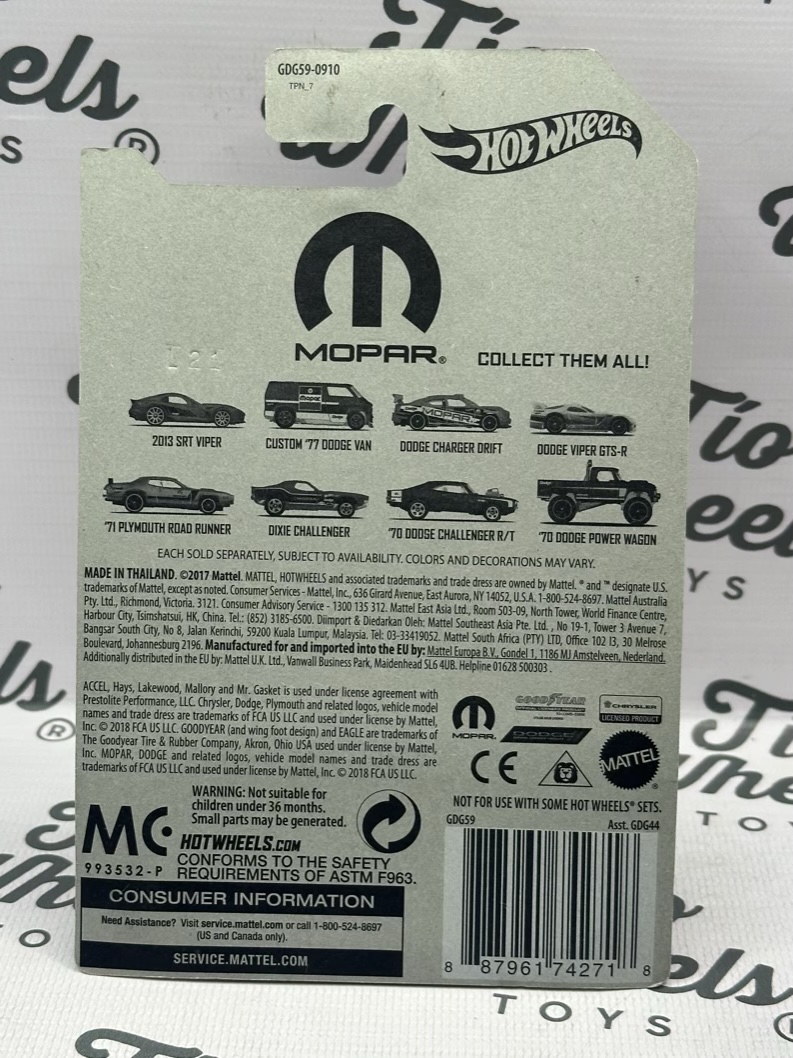 GDG59-0910
TPN_7
HOT WHEELS
MOPAR®
COLLECT THEM ALL!
L21
2013 SRT VIPER
CUSTOM '77 DODGE VAN
DODGE CHARGER DRIFT
DODGE VIPER GTS-R
'71 PLYMOUTH ROAD RUNNER
DIXIE CHALLENGER
'70 DODGE CHALLENGER R/T
'70 DODGE POWER WAGON
EACH SOLD SEPARATELY, SUBJECT TO AVAILABILITY. COLORS AND DECORATIONS MAY VARY.
MADE IN THAILAND. ©2017 Mattel. MATTEL, HOTWHEELS and associated trademarks and trade dress are owned by Mattel. ® and ™ designate U.S.
trademarks of Mattel, except as noted. Consumer Services - Mattel, Inc., 636 Girard Avenue, East Aurora, NY 14052, U.S.A. 1-800-524-8697. Mattel Australia
Pty. Ltd., Richmond, Victoria. 3121. Consumer Advisory Service - 1300 135 312. Mattel East Asia Ltd., Room 503-09, North Tower, World Finance Centre,
Harbour City, Tsimshatsui, HK, China. Tel.: (852) 3185-6500. Diimport & Diedarkan Oleh: Mattel Southeast Asia Pte. Ltd. , No 19-1, Tower 3 Avenue 7,
Bangsar South City, No 8, Jalan Kerinchi, 59200 Kuala Lumpur, Malaysia. Tel: 03-33419052. Mattel South Africa (PTY) LTD, Office 102 I3, 30 Melrose
Boulevard, Johannesburg 2196. Manufactured for and imported into the EU by: Mattel Europa B.V., Gondel 1, 1186 MJ Amstelveen, Nederland.
Additionally distributed in the EU by: Mattel U.K. Ltd., Vanwall Business Park, Maidenhead SL6 4UB. Helpline 01628 500303 .
ACCEL, Hays, Lakewood, Mallory and Mr. Gasket is used under license agreement with
Prestolite Performance, LLC. Chrysler, Dodge, Plymouth and related logos, vehicle model
names and trade dress are trademarks of FCA US LLC and used under license by Mattel,
Inc. © 2018 FCA US LLC. GOODYEAR (and wing foot design) and EAGLE are trademarks of
The Goodyear Tire & Rubber Company, Akron, Ohio USA used under license by Mattel,
Inc. MOPAR, DODGE and related logos, vehicle model names and trade dress are
trademarks of FCA US LLC and used under license by Mattel, Inc. © 2018 FCA US LLC.
MOPAR.
GOODYEAR
CHRYSLER
LICENSED PRODUCT
DODGE
CE
MATTEL®
WARNING: Not suitable for
children under 36 months.
Small parts may be generated.
MC
993532-P
HOTWHEELS.COM
CONFORMS TO THE SAFETY
REQUIREMENTS OF ASTM F963.
CONSUMER INFORMATION
Need Assistance? Visit service.mattel.com or call 1-800-524-8697
(US and Canada only).
SERVICE.MATTEL.COM
NOT FOR USE WITH SOME HOT WHEELS® SETS.
GDG59
Asst. GDG44
8 87961 74271 8
TOYS